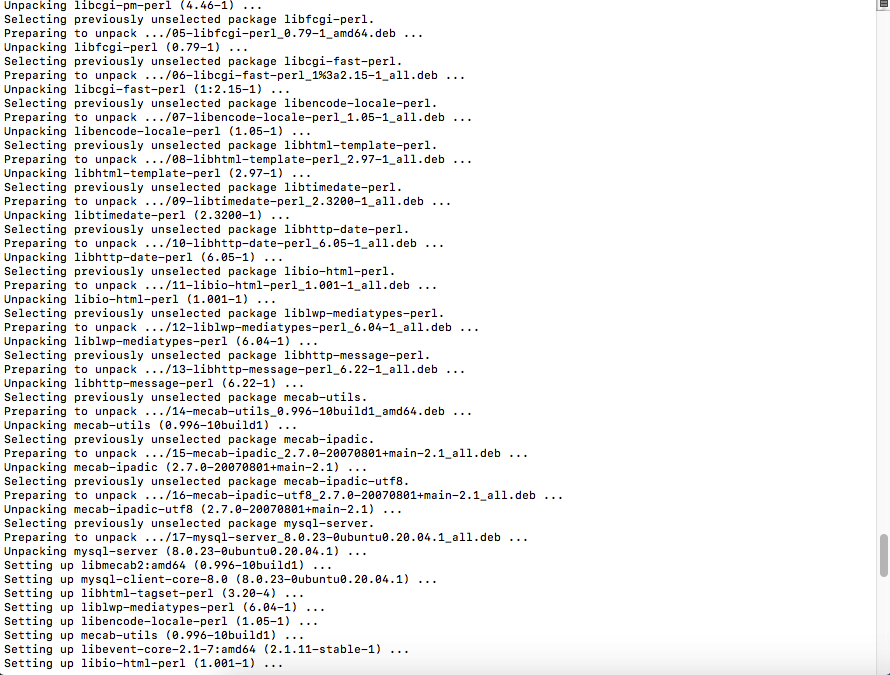 Unpacking libcgi-pm-perl (4.46-1) ...
Selecting previously unselected package libfcgi-perl.
Preparing to unpack .../05-libfcgi-perl_0.79-1_amd64.deb ...
Unpacking libfcgi-perl (0.79-1) ...
Selecting previously unselected package libcgi-fast-perl.
Preparing to unpack .../06-libcgi-fast-perl_1%3a2.15-1_all.deb ...
Unpacking libcgi-fast-perl (1:2.15-1) ...
Selecting previously unselected package libencode-locale-perl.
Preparing to unpack .../07-libencode-locale-perl_1.05-1_all.deb ...
Unpacking libencode-locale-perl (1.05-1) ...
Selecting previously unselected package libhtml-template-perl.
Preparing to unpack .../08-libhtml-template-perl_2.97-1_all.deb ...
Unpacking libhtml-template-perl (2.97-1) ...
Selecting previously unselected package libtimedate-perl.
Preparing to unpack .../09-libtimedate-perl_2.3200-1_all.deb ...
Unpacking libtimedate-perl (2.3200-1) ...
Selecting previously unselected package libhttp-date-perl.
Preparing to unpack .../10-libhttp-date-perl_6.05-1_all.deb ...
Unpacking libhttp-date-perl (6.05-1) ...
Selecting previously unselected package libio-html-perl.
Preparing to unpack .../11-libio-html-perl_1.001-1_all.deb ...
Unpacking libio-html-perl (1.001-1) ...
Selecting previously unselected package liblwp-mediatypes-perl.
Preparing to unpack .../12-liblwp-mediatypes-perl_6.04-1_all.deb ...
Unpacking liblwp-mediatypes-perl (6.04-1) ...
Selecting previously unselected package libhttp-message-perl.
Preparing to unpack .../13-libhttp-message-perl_6.22-1_all.deb ...
Unpacking libhttp-message-perl (6.22-1) ...
Selecting previously unselected package mecab-utils.
Preparing to unpack .../14-mecab-utils_0.996-10build1_amd64.deb ...
Unpacking mecab-utils (0.996-10build1) ...
Selecting previously unselected package mecab-ipadic.
Preparing to unpack .../15-mecab-ipadic_2.7.0-20070801+main-2.1_all.deb ...
Unpacking mecab-ipadic (2.7.0-20070801+main-2.1) ...
Selecting previously unselected package mecab-ipadic-utf8.
Preparing to unpack .../16-mecab-ipadic-utf8_2.7.0-20070801+main-2.1_all.deb ...
Unpacking mecab-ipadic-utf8 (2.7.0-20070801+main-2.1) ...
Selecting previously unselected package mysql-server.
Preparing to unpack .../17-mysql-server_8.0.23-0ubuntu0.20.04.1_all.deb ...
Unpacking mysql-server (8.0.23-0ubuntu0.20.04.1) ...
Setting up libmecab2:amd64 (0.996-10build1) ...
Setting up mysql-client-core-8.0 (8.0.23-0ubuntu0.20.04.1) ...
Setting up libhtml-tagset-perl (3.20-4) ...
Setting up liblwp-mediatypes-perl (6.04-1) ...
Setting up libencode-locale-perl (1.05-1) ...
Setting up mecab-utils (0.996-10build1) ...
Setting up libevent-core-2.1-7:amd64 (2.1.11-stable-1) ...
Setting up libio-html-perl (1.001-1) ...